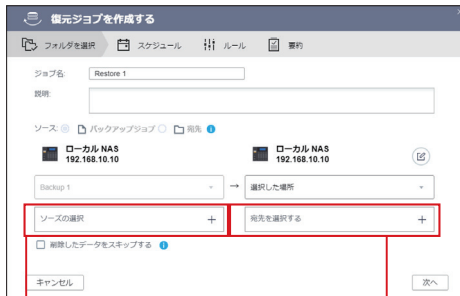 復元ジョブを作成する
フォルダを選択 スケジュール ルール 要約
ジョブ名: Restore 1
説明:
ソース: バックアップジョブ 宛先
ローカル NAS ローカル NAS
192.168.10.10 192.168.10.10
Backup 1 → 選択した場所
ソースの選択 + 宛先を選択する +
削除したデータをスキップする
キャンセル 次へ